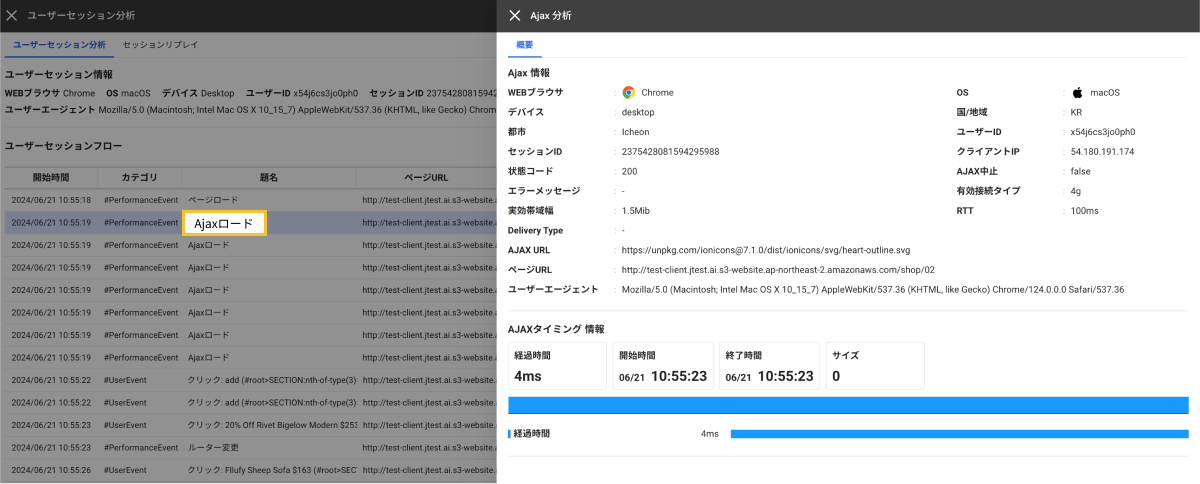 ユーザーセッション分析
ユーザーセッション分析 セッションリプレイ
ユーザーセッション情報
WEBブラウザ Chrome OS macOS デバイス Desktop ユーザーID x54j6cs3jo0ph0 セッションID 237542808159429
ユーザーエージェント Mozilla/5.0 (Macintosh; Intel Mac OS X 10_15_7) AppleWebKit/537.36 (KHTML, like Gecko) Chrom
ユーザーセッションフロー
開始時間 カテゴリ 題名 ページURL
2024/06/21 10:55:18 #PerformanceEvent ページロード http://test-client.jtest.ai.s3-website.
2024/06/21 10:55:19 #PerformanceEvent Ajaxロード http://test-client.jtest.ai.s3-website.
2024/06/21 10:55:19 #PerformanceEvent Ajaxロード http://test-client.jtest.ai.s3-website.
2024/06/21 10:55:19 #PerformanceEvent Ajaxロード http://test-client.jtest.ai.s3-website.
2024/06/21 10:55:19 #PerformanceEvent Ajaxロード http://test-client.jtest.ai.s3-website.
2024/06/21 10:55:19 #PerformanceEvent Ajaxロード http://test-client.jtest.ai.s3-website.
2024/06/21 10:55:19 #PerformanceEvent Ajaxロード http://test-client.jtest.ai.s3-website.
2024/06/21 10:55:19 #PerformanceEvent Ajaxロード http://test-client.jtest.ai.s3-website.
2024/06/21 10:55:22 #UserEvent クリック: add (#root>SECTION:nth-of-type(3): http://test-client.jtest.ai.s3-website.
2024/06/21 10:55:22 #UserEvent クリック: add (#root>SECTION:nth-of-type(3): http://test-client.jtest.ai.s3-website.
2024/06/21 10:55:23 #UserEvent クリック: 20% Off Rivet Bigelow Modern $253 http://test-client.jtest.ai.s3-website.
2024/06/21 10:55:23 #PerformanceEvent ルーター変更 http://test-client.jtest.ai.s3-website.
2024/06/21 10:55:26 #UserEvent クリック: Fllufy Sheep Sofa $163 (#root>SEC http://test-client.jtest.ai.s3-website.
Ajax 分析
概要
Ajax 情報
WEBブラウザ : Chrome OS : macOS
デバイス : desktop 国/地域 : KR
都市 : Icheon ユーザーID : x54j6cs3jo0ph0
セッションID : 2375428081594295988 クライアントIP : 54.180.191.174
状態コード : 200 AJAX中止 : false
エラーメッセージ : - 有効接続タイプ : 4g
実効帯域幅 : 1.5Mib RTT : 100ms
Delivery Type : -
AJAX URL : https://unpkg.com/ionicons@7.1.0/dist/ionicons/svg/heart-outline.svg
ページURL : http://test-client.jtest.ai.s3-website.ap-northeast-2.amazonaws.com/shop/02
ユーザーエージェント : Mozilla/5.0 (Macintosh; Intel Mac OS X 10_15_7) AppleWebKit/537.36 (KHTML, like Gecko) Chrome/124.0.0.0 Safari/537.36
AJAXタイミング 情報
経過時間 開始時間 終了時間 サイズ
4ms 06/21 10:55:23 06/21 10:55:23 0
経過時間 4ms